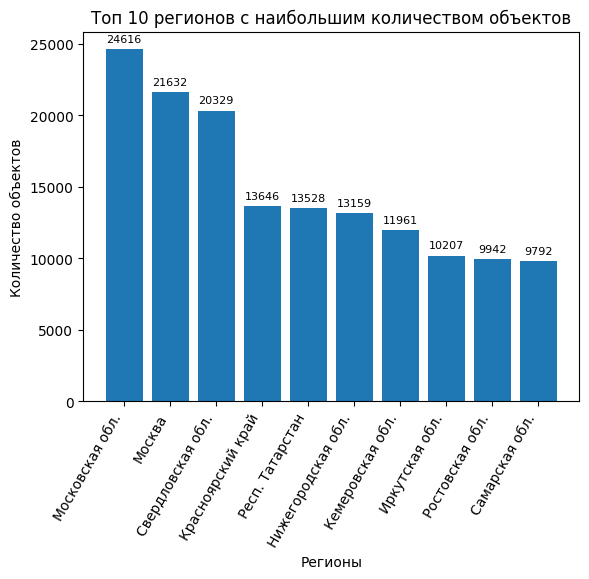 Топ 10 регионов с наибольшим количеством объектов
Количество объектов
25000
20000
15000
10000
5000
0
24616
21632
20329
13646
13528
13159
11961
10207
9942
9792
Московская обл.
Москва
Свердловская обл.
Красноярский край
Респ. Татарстан
Нижегородская обл.
Кемеровская обл.
Иркутская обл.
Ростовская обл.
Самарская обл.
Регионы